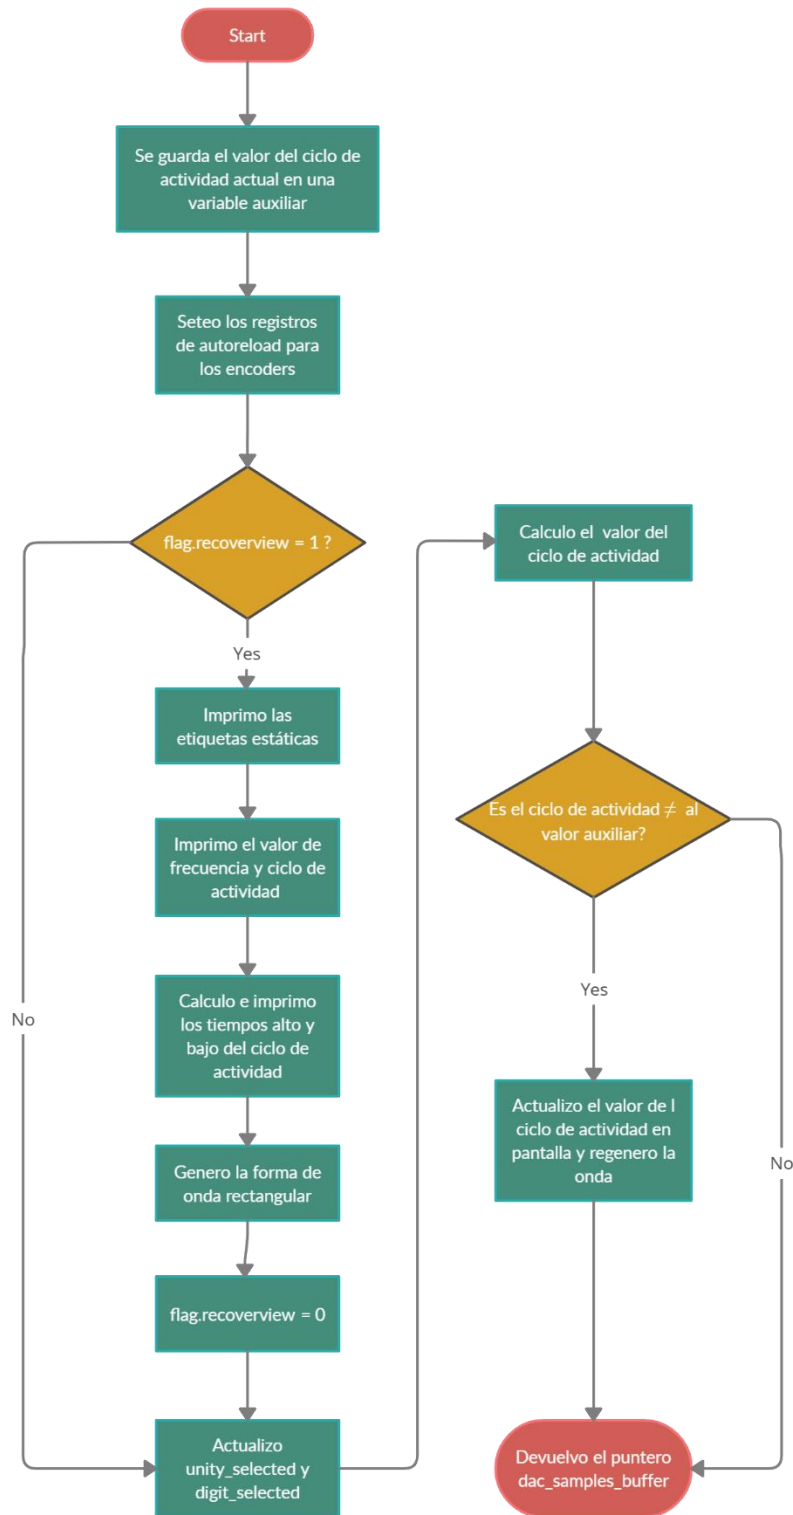 Start
Se guarda el valor del ciclo de
actividad actual en una
variable auxiliar
Seteo los registros
de autoreload para
los encoders
flag.recoverview = 1 ?
Yes
Imprimo las
etiquetas estáticas
Imprimo el valor de
frecuencia y ciclo de
actividad
Calculo e imprimo
los tiempos alto y
bajo del ciclo de
actividad
No
Genero la forma de
onda rectangular
flag.recoverview = 0
Actualizo
unity_selected y
digit_selected
Calculo el valor del
ciclo de actividad
Es el ciclo de actividad ≠ al
valor auxiliar?
Yes
Actualizo el valor de l
ciclo de actividad en
pantalla y regenero la
onda
No
Devuelvo el puntero
dac_samples_buffer